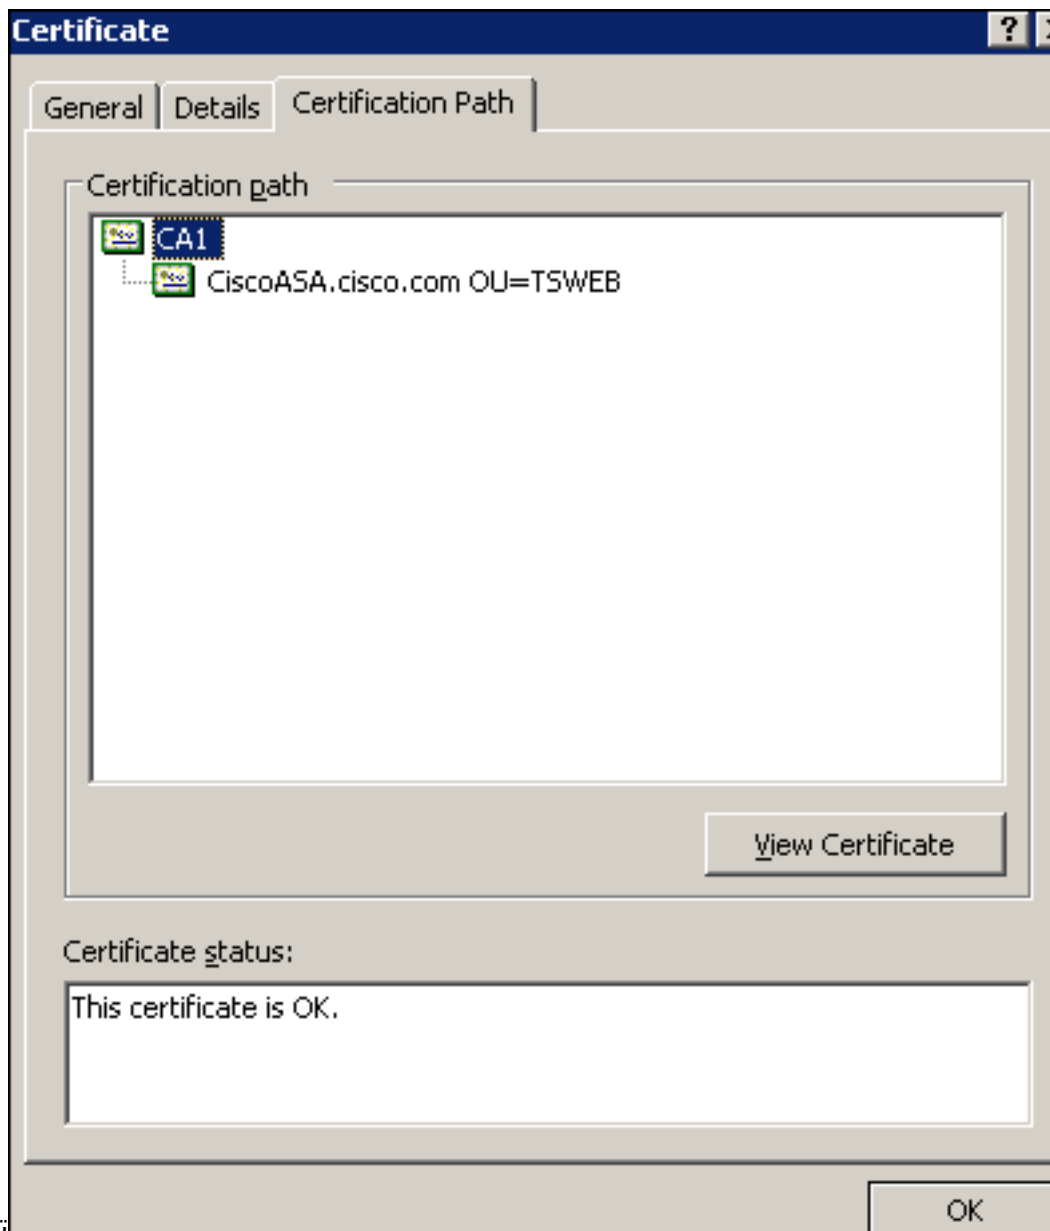 Certificate
General Details Certification Path
Certification path
CA1
CiscoASA.cisco.com OU=TSWEB
View Certificate
Certificate status:
This certificate is OK.
OK